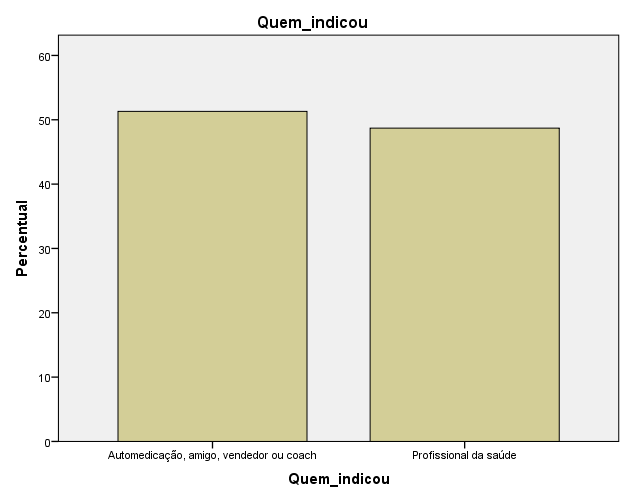 Quem_indicou
60
50
40
30
20
10
0
Percentual
Automedicação, amigo, vendedor ou coach
Profissional da saúde
Quem_indicou